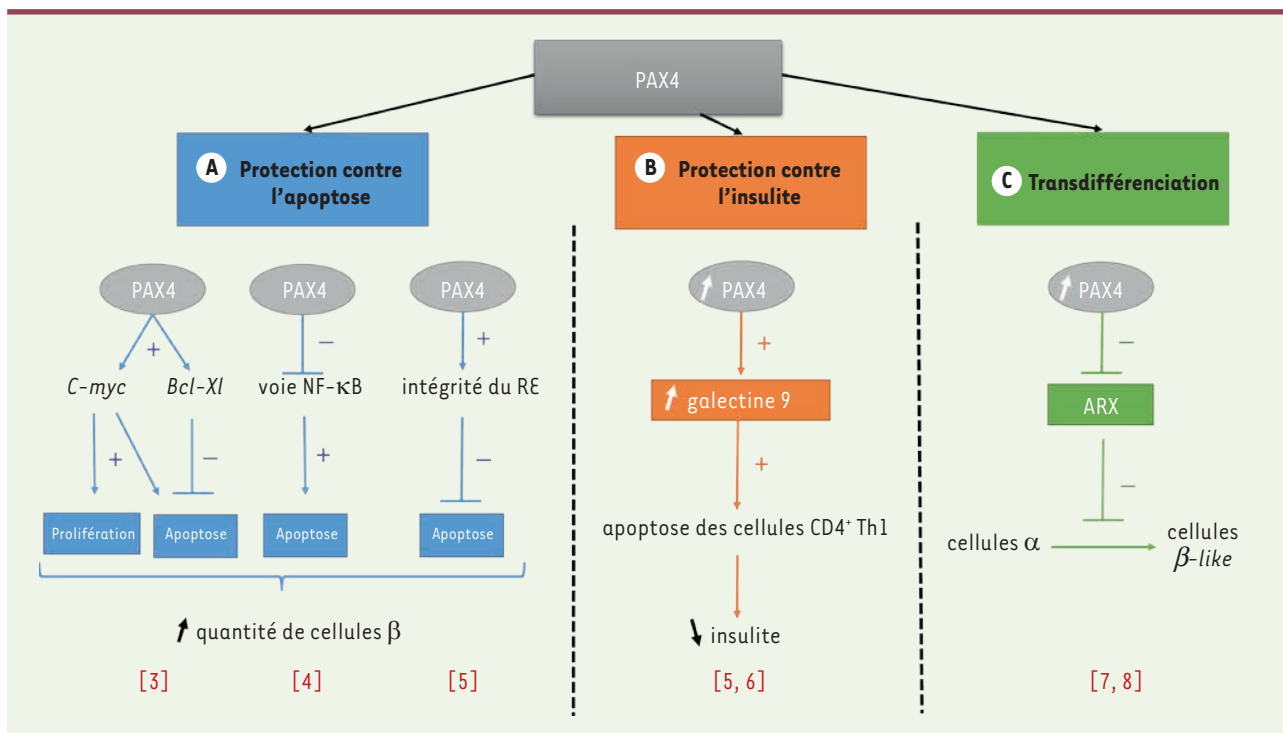 PAX4
A Protection contre
l’apoptose
B Protection contre
l’insulite
C Transdifférenciation
PAX4
+
C-myc
Bcl-Xl
+
−
Prolifération
Apoptose
PAX4
−
voie NF-κB
+
Apoptose
PAX4
+
intégrité du RE
−
Apoptose
↗ quantité de cellules β
[3]
[4]
[5]
↗ PAX4
+
↗ galectine 9
+
apoptose des cellules CD4⁺ Th1
↘ insulite
[5, 6]
↗ PAX4
−
ARX
−
cellules α
cellules
β-like
[7, 8]